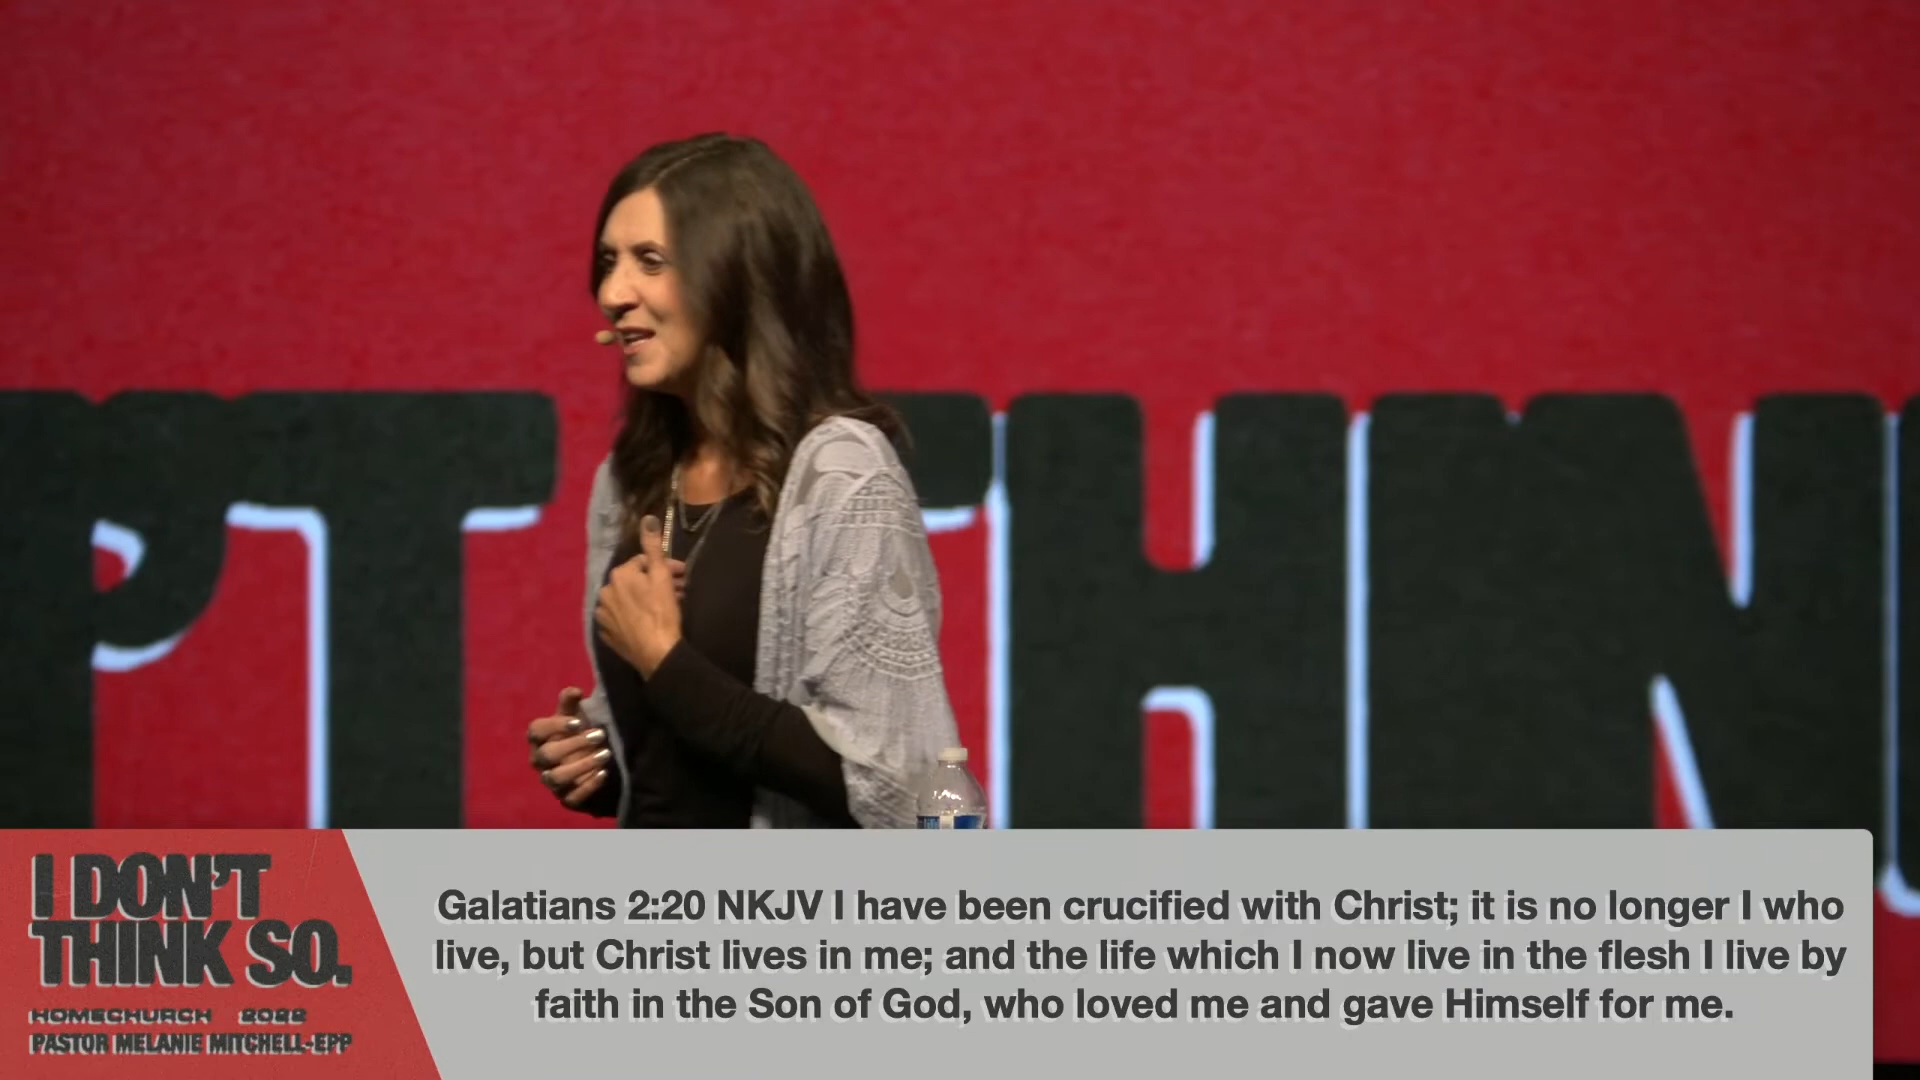 'T THIN
I DON'T
THINK SO.
HOMECHURCH 2022
PASTOR MELANIE MITCHELL-EPP
Galatians 2:20 NKJV I have been crucified with Christ; it is no longer I who
live, but Christ lives in me; and the life which I now live in the flesh I live by
faith in the Son of God, who loved me and gave Himself for me.